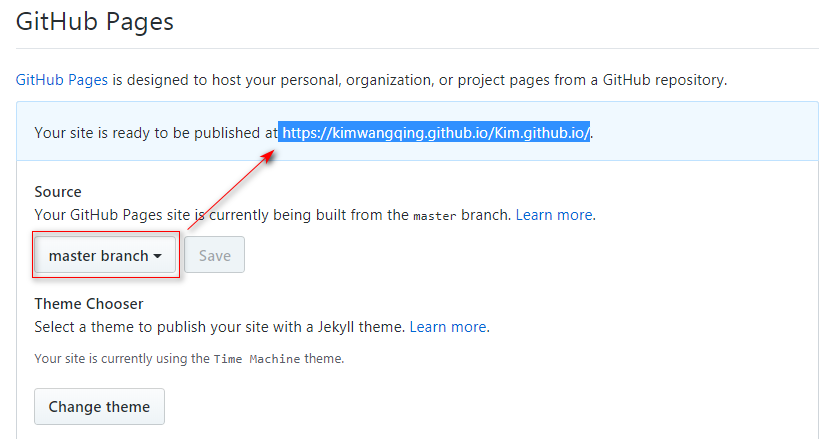 GitHub Pages
GitHub Pages is designed to host your personal, organization, or project pages from a GitHub repository.
Your site is ready to be published at https://kimwangqing.github.io/Kim.github.io/.
Source
Your GitHub Pages site is currently being built from the master branch. Learn more.
master branch Save
Theme Chooser
Select a theme to publish your site with a Jekyll theme. Learn more.
Your site is currently using the Time Machine theme.
Change theme